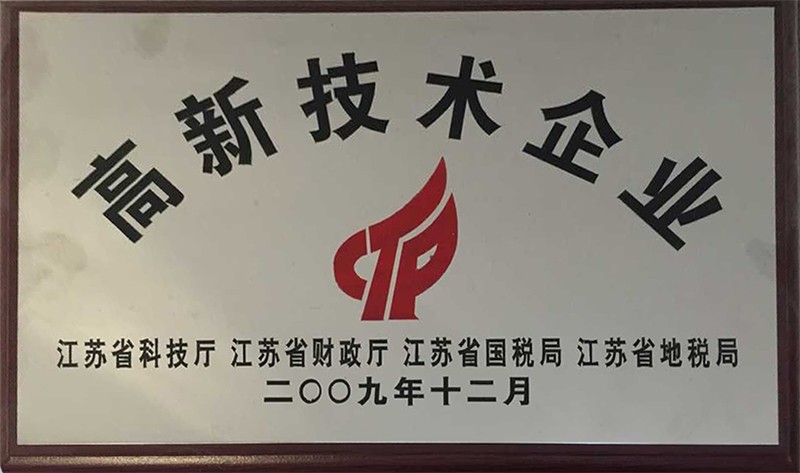 高新技术企业
CTP
江苏省科技厅 江苏省财政厅 江苏省国税局 江苏省地税局
二〇〇九年十二月